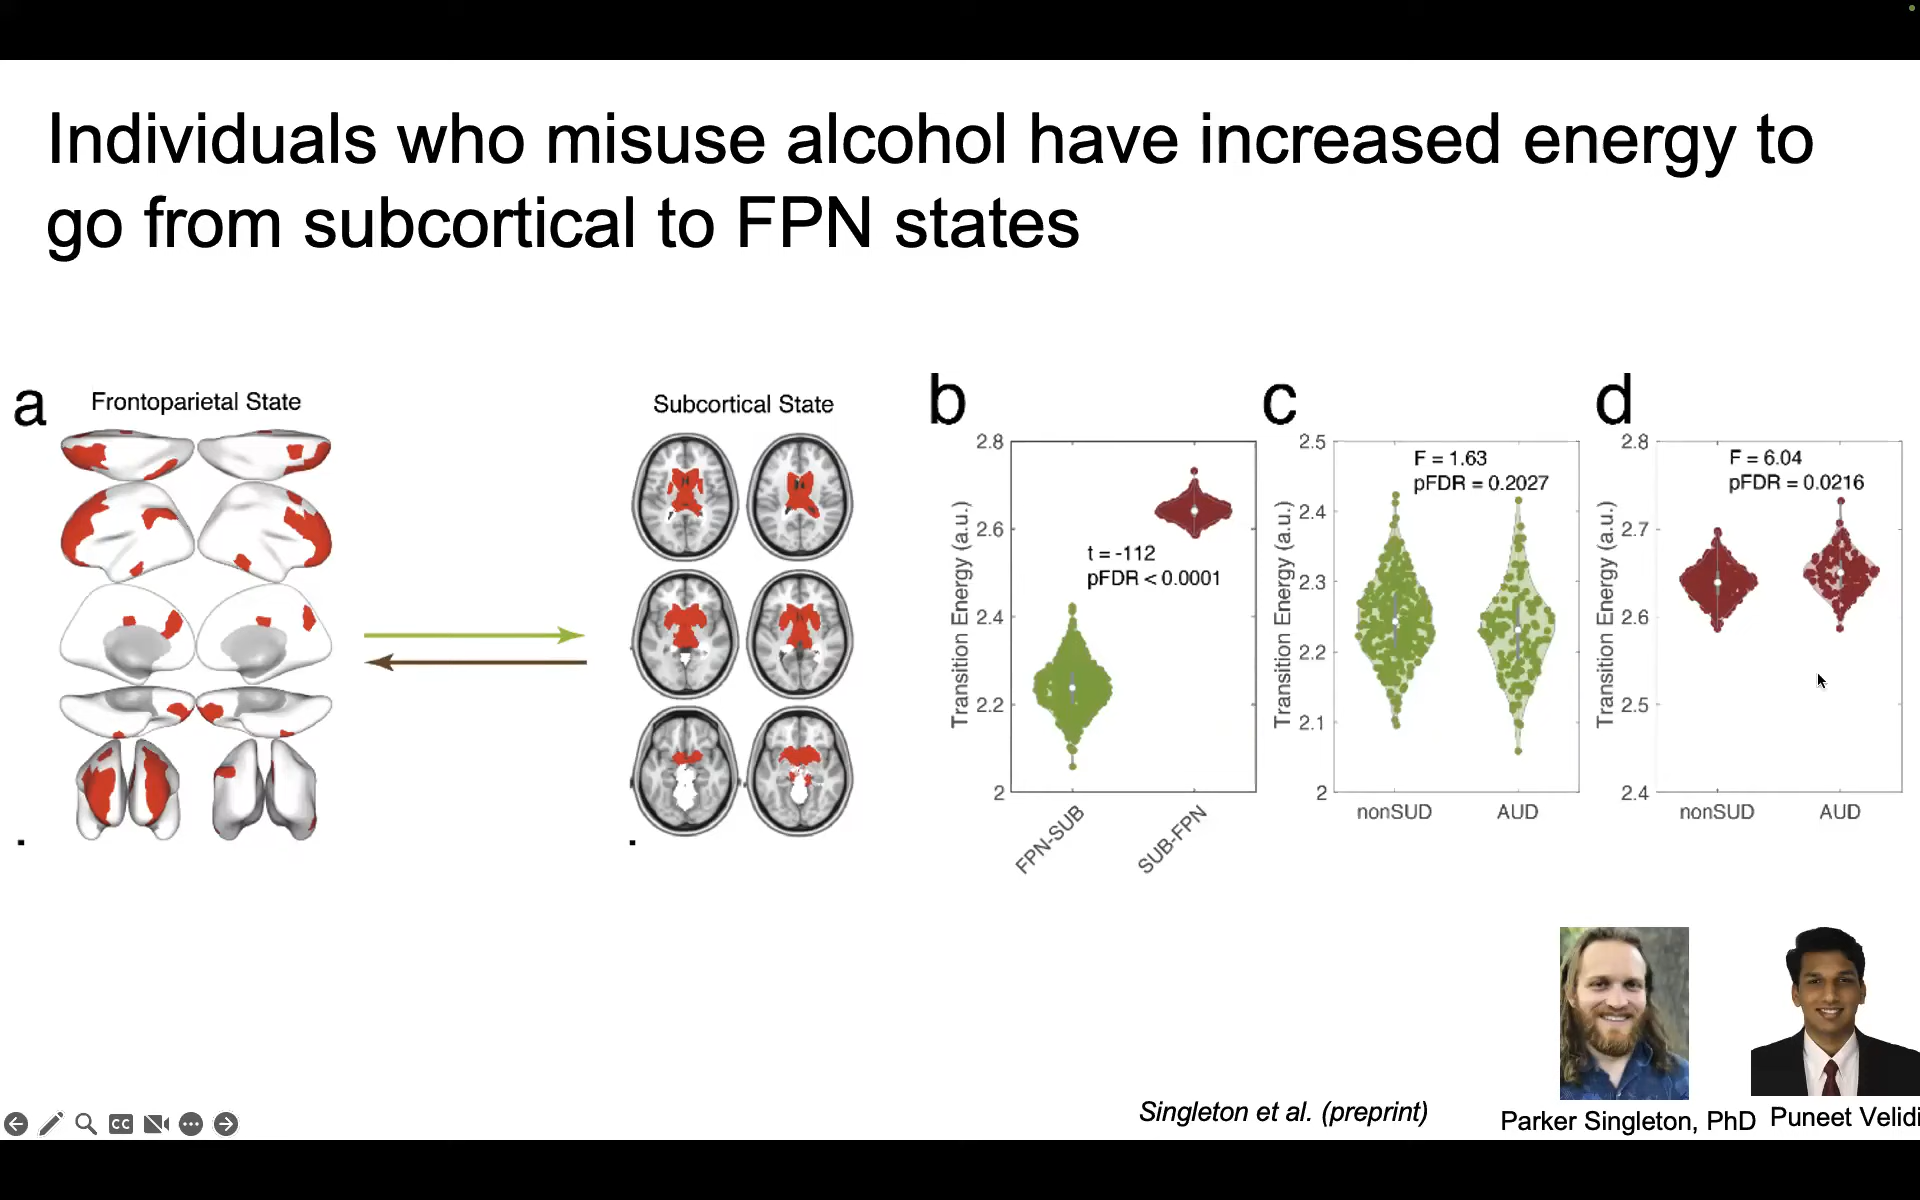 Individuals who misuse alcohol have increased energy to
go from subcortical to FPN states
a
Frontoparietal State
Subcortical State
b
2.8
2.6
2.4
2.2
2
Transition Energy (a.u.)
t = -112
pFDR < 0.0001
FPN-SUB
SUB-FPN
c
2.5
2.4
2.3
2.2
2.1
2
Transition Energy (a.u.)
F = 1.63
pFDR = 0.2027
nonSUD
AUD
d
2.8
2.7
2.6
2.5
2.4
Transition Energy (a.u.)
F = 6.04
pFDR = 0.0216
nonSUD
AUD
Singleton et al. (preprint)
Parker Singleton, PhD
Puneet Velidi
CC